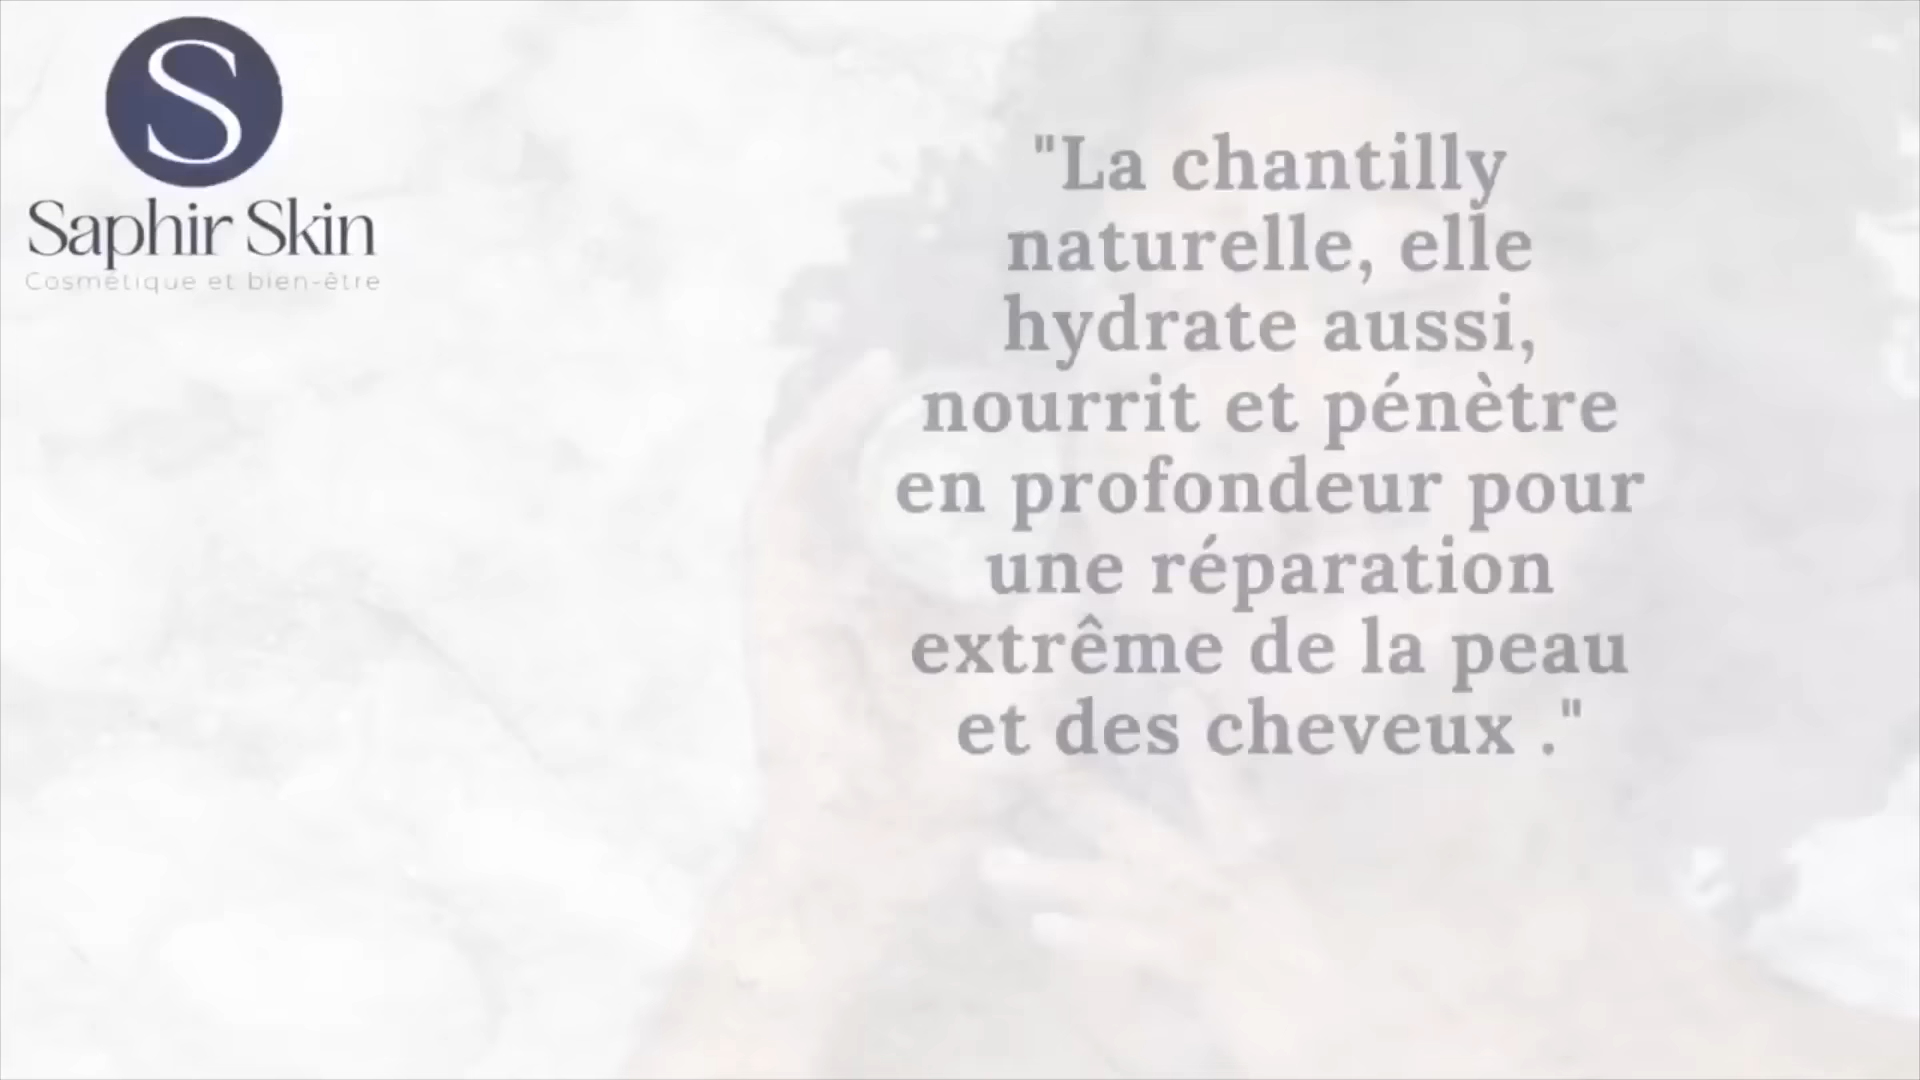 S
Saphir Skin
Cosmétique et bien-être
"La chantilly
naturelle, elle
hydrate aussi,
nourrit et pénètre
en profondeur pour
une réparation
extrême de la peau
et des cheveux ."